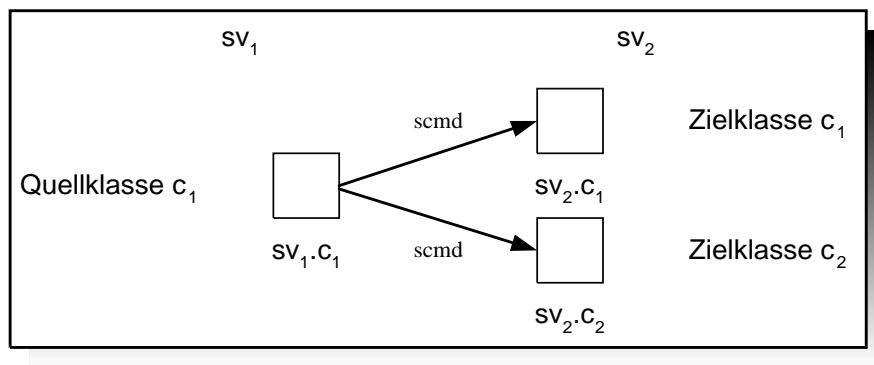 sv₁ sv₂
scmd Zielklasse c₁
Quellklasse c₁ sv₂.c₁
sv₁.c₁ scmd Zielklasse c₂
sv₂.c₂